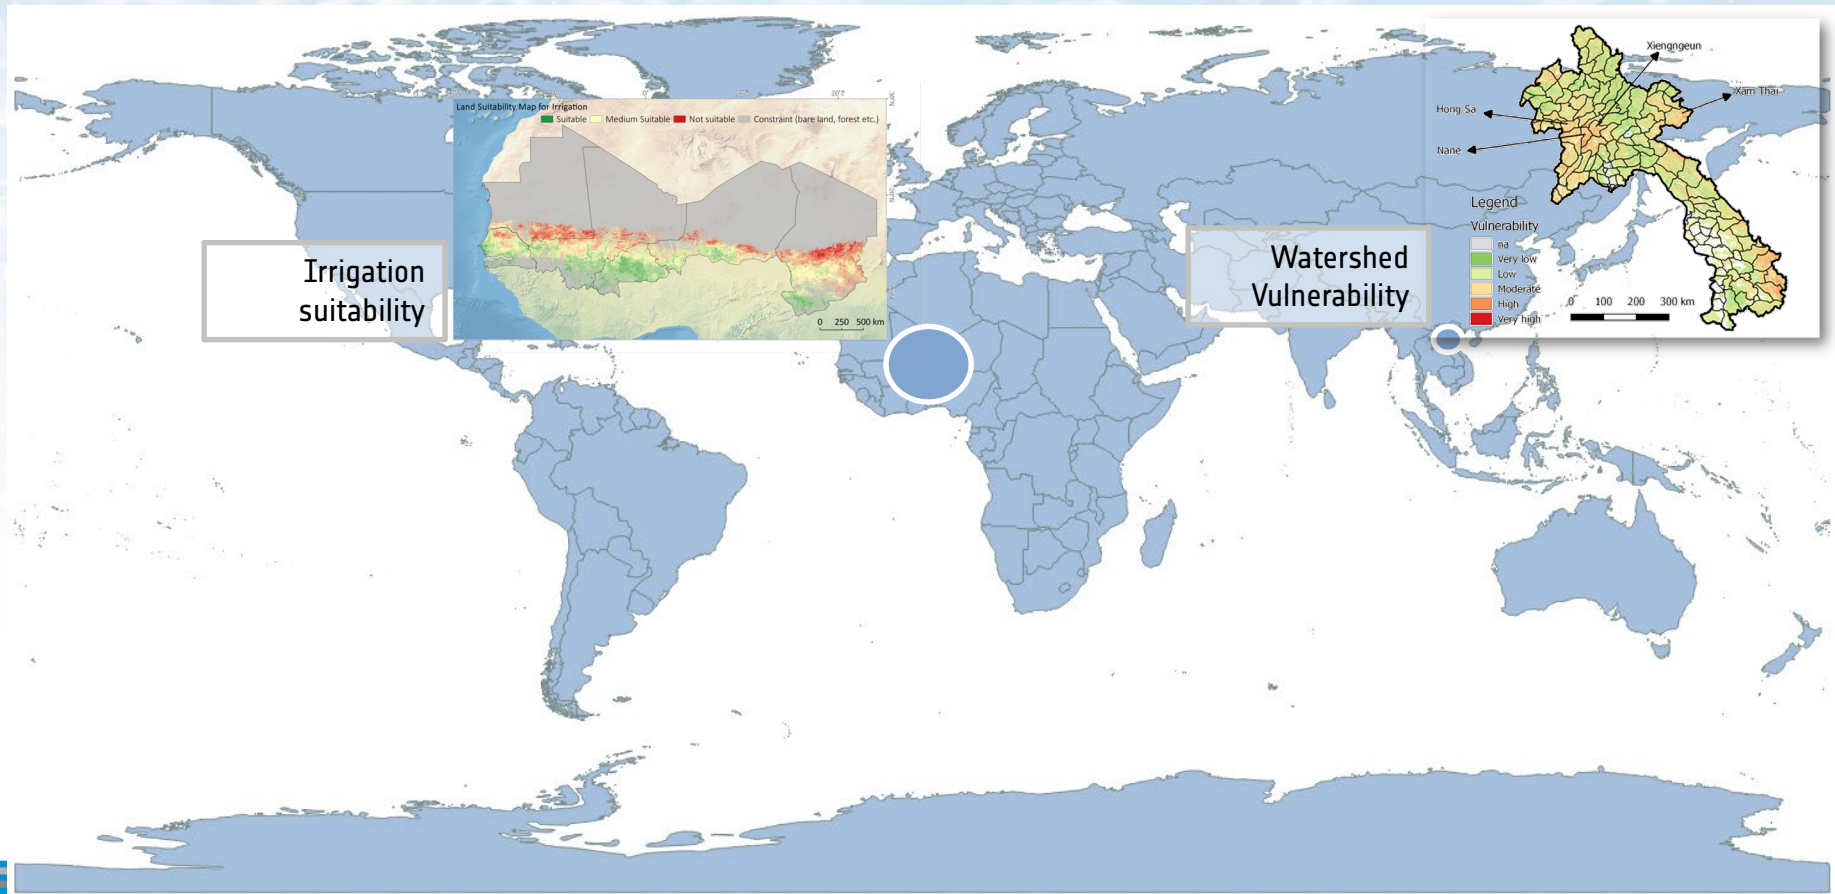 Land Suitability Map for Irrigation
Suitable
Medium Suitable
Not suitable
Constraint (bare land, forest etc.)
0 250 500 km
Irrigation
suitability
Xiengngeun
Xam Thai
Hong Sa
Nane
Legend
Vulnerability
na
Very low
Low
Moderate
High
Very high
0 100 200 300 km
Watershed
Vulnerability